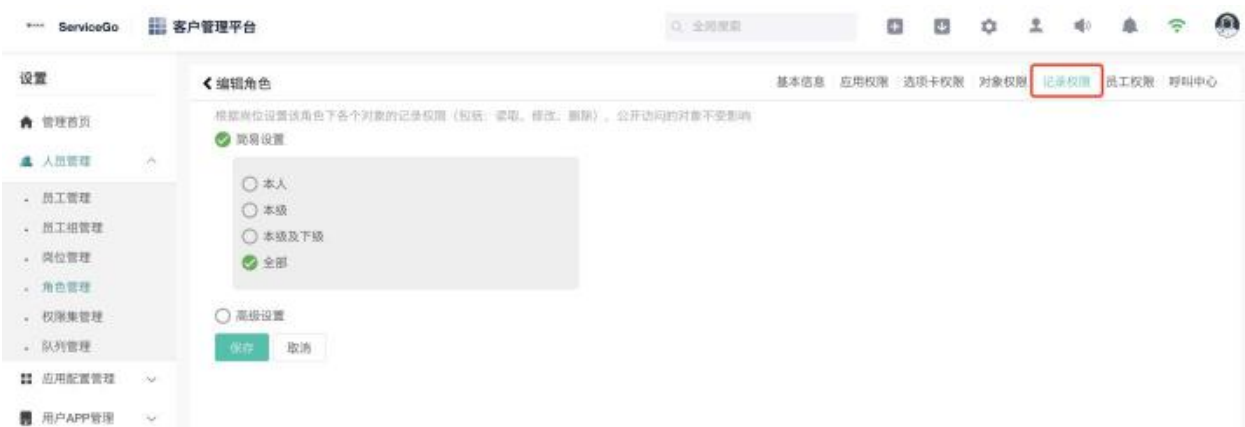 ServiceGo 客户管理平台 全局搜索
设置
编辑角色 基本信息 应用权限 选项卡权限 对象权限 记录权限 员工权限 呼叫中心
根据岗位设置该角色下各个对象的记录权限（包括：读取、修改、删除），公开访问的对象不受影响
管理首页
简易设置
人员管理
本人
员工管理
本级
员工组管理
本级及下级
岗位管理
全部
角色管理
权限集管理
高级设置
队列管理
保存 取消
应用配置管理
用户APP管理